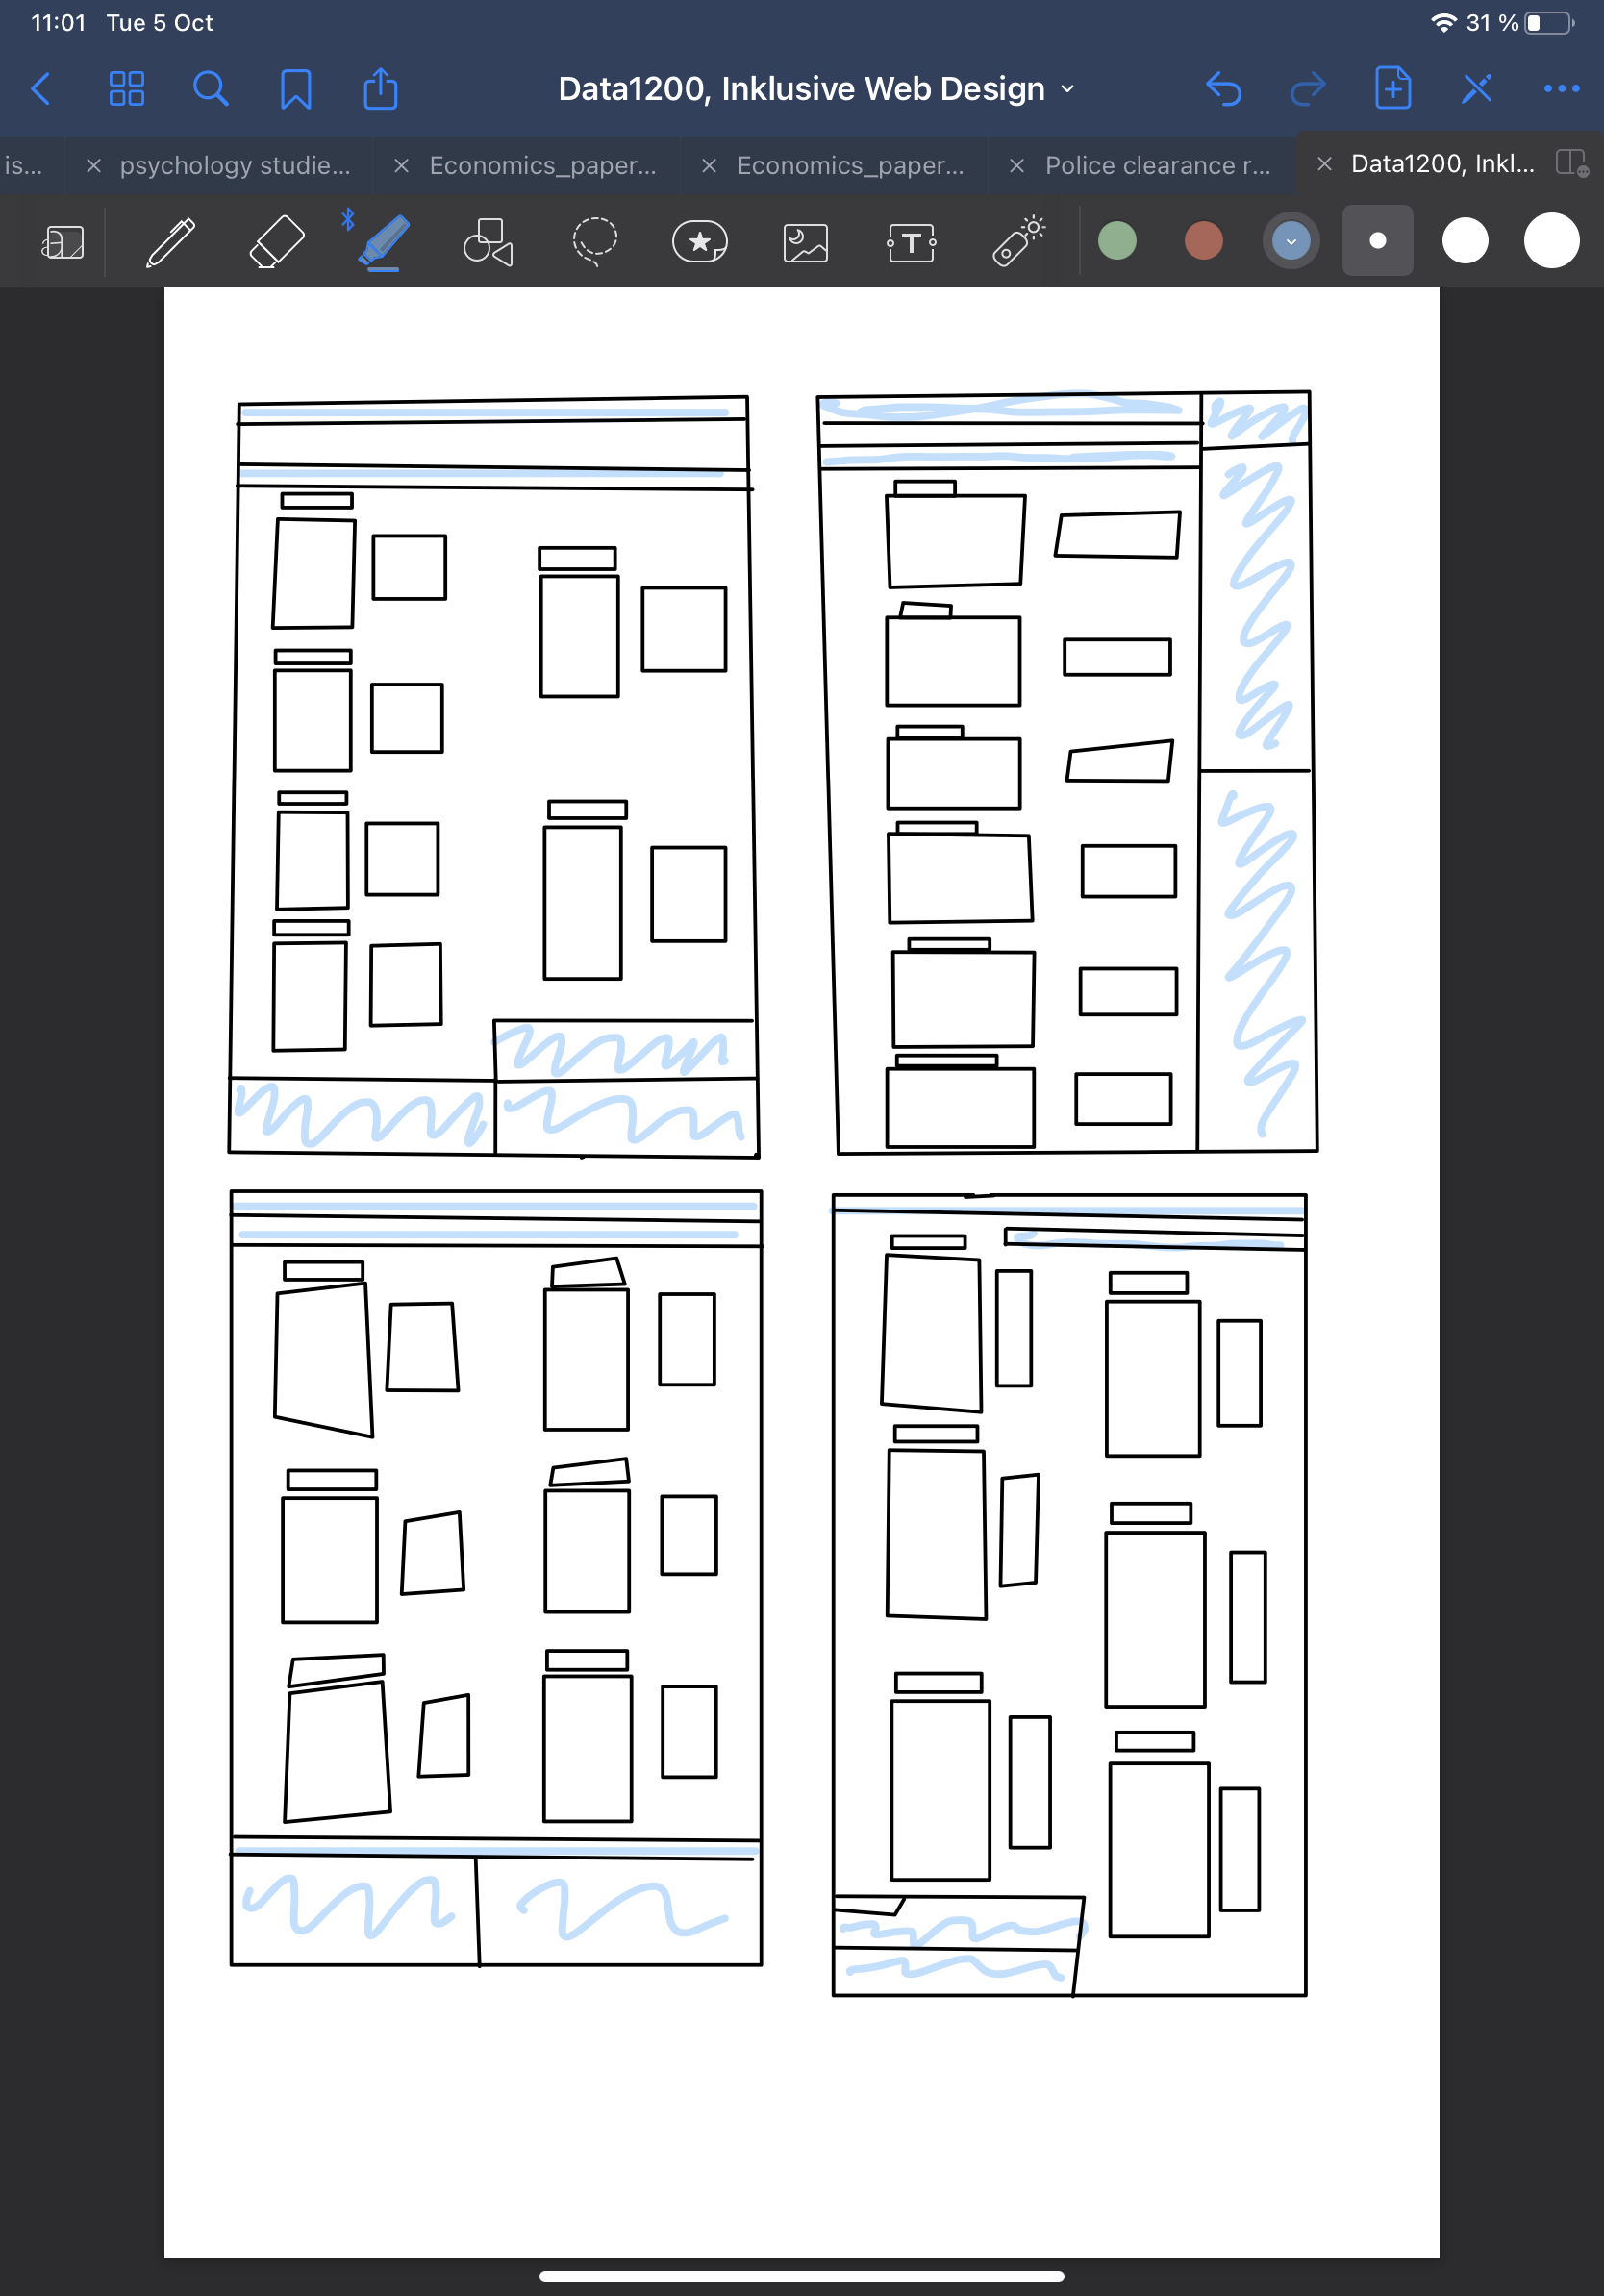 11:01 Tue 5 Oct 31 %
Data1200, Inklusive Web Design
is... psychology studie... Economics_paper... Economics_paper... Police clearance r... Data1200, Inkl...
T